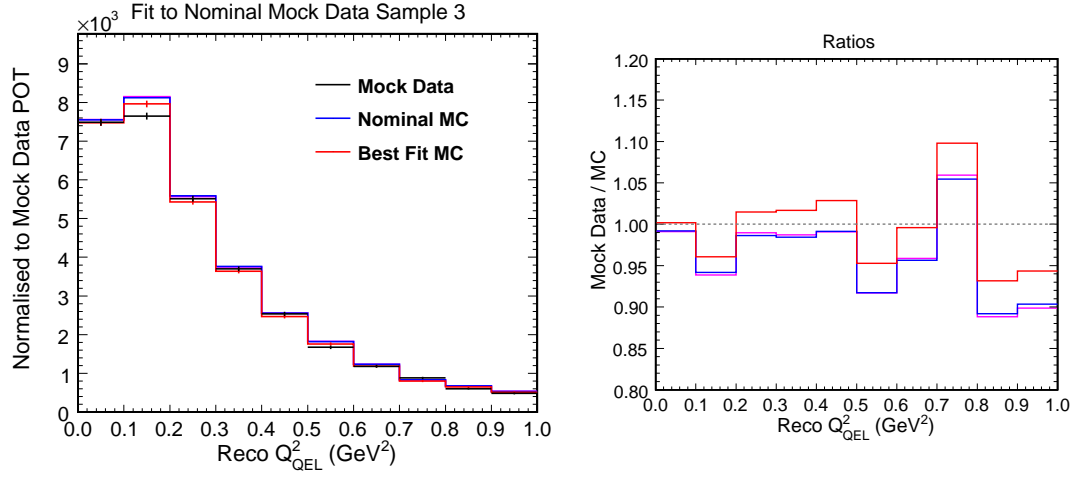 Fit to Nominal Mock Data Sample 3
×10³
Normalised to Mock Data POT
9
8
7
6
5
4
3
2
1
0
Mock Data
Nominal MC
Best Fit MC
0.0 0.1 0.2 0.3 0.4 0.5 0.6 0.7 0.8 0.9 1.0
Reco Q²QEL (GeV²)
Ratios
Mock Data / MC
1.20
1.15
1.10
1.05
1.00
0.95
0.90
0.85
0.80
0.0 0.1 0.2 0.3 0.4 0.5 0.6 0.7 0.8 0.9 1.0
Reco Q²QEL (GeV²)